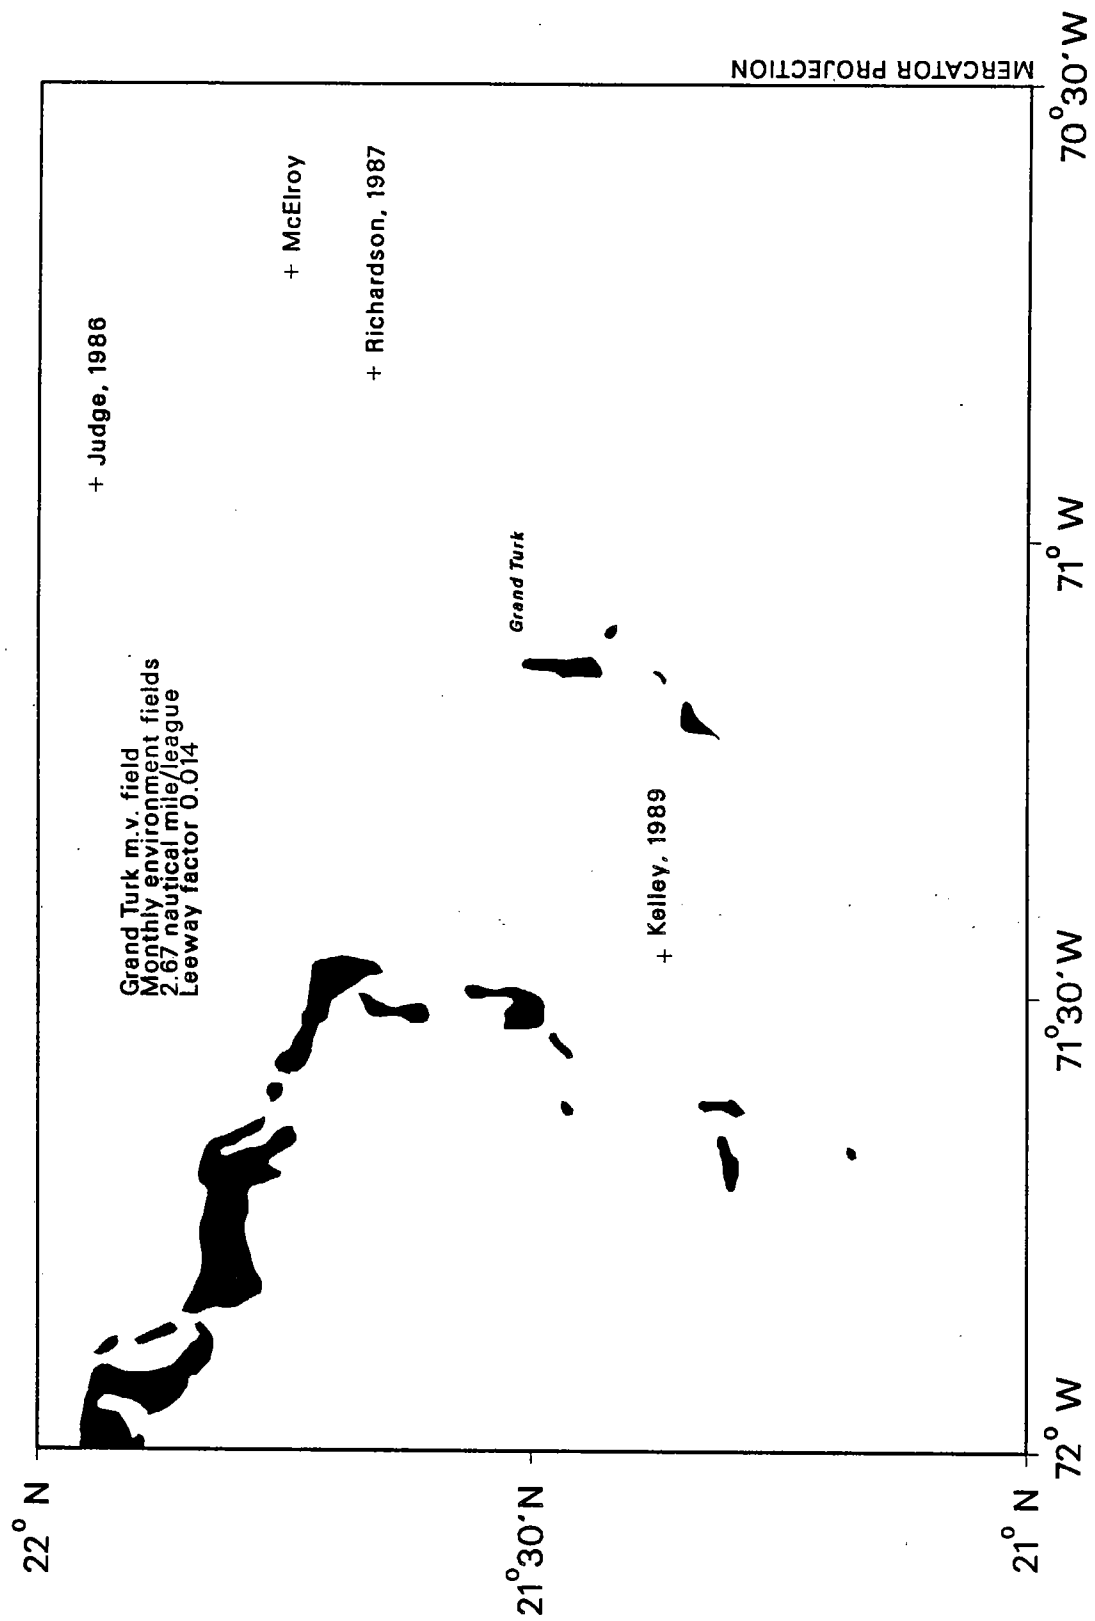 + Judge, 1986
+ McElroy
+ Richardson, 1987
Grand Turk m.v. field
Monthly environment fields
2.67 nautical mile/league
Leeway factor 0.014
Grand Turk
+ Kelley, 1989
22° N
21°30'N
21° N
72° W
71°30'W
71° W
70°30'W
MERCATOR PROJECTION